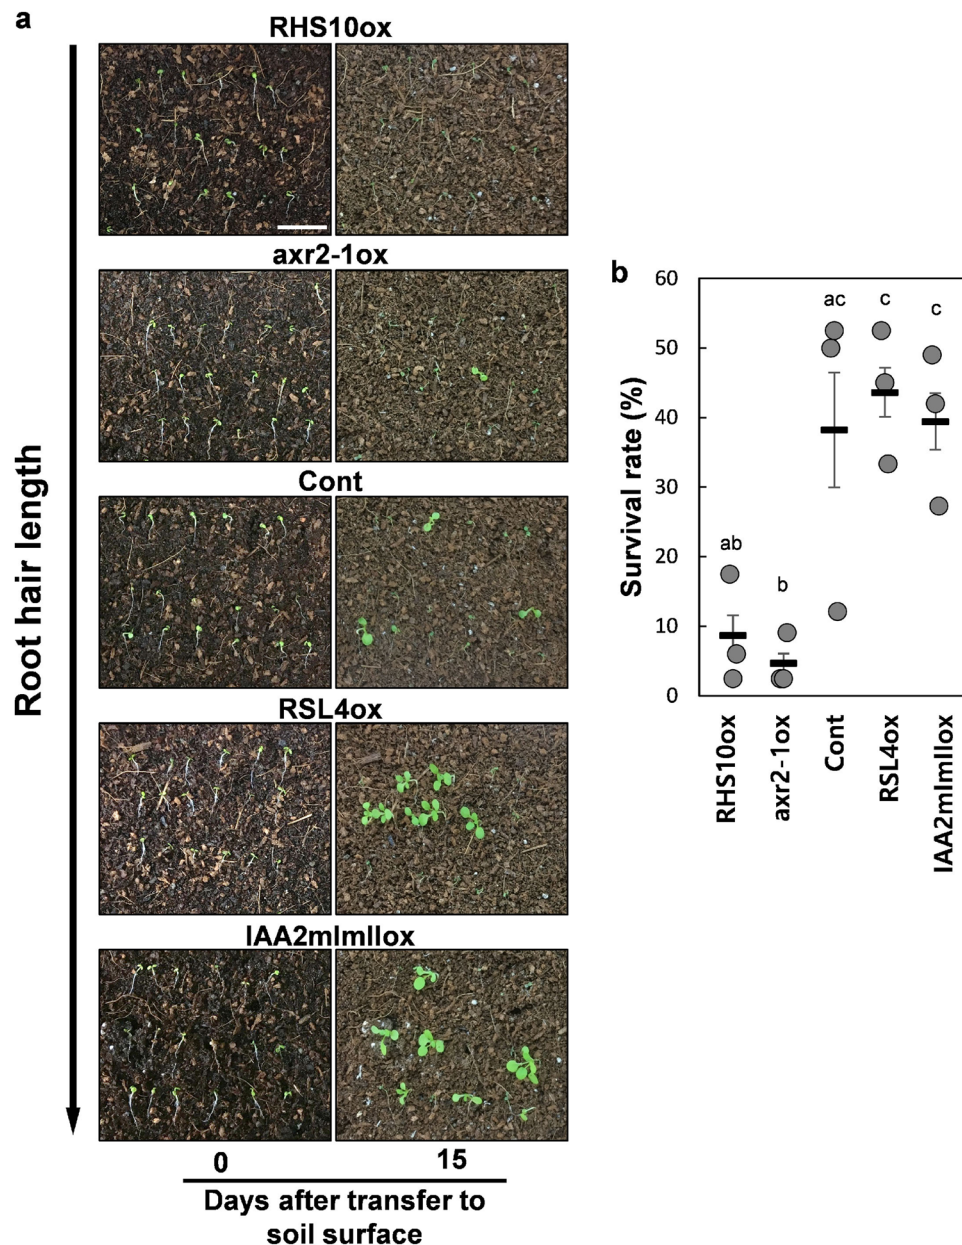 a
RHS10ox
axr2-1ox
Cont
RSL4ox
IAA2mImIIox
Root hair length
0
15
Days after transfer to
soil surface
b
Survival rate (%)
60
50
40
30
20
10
0
ab
b
ac
c
c
RHS10ox
axr2-1ox
Cont
RSL4ox
IAA2mImIIox